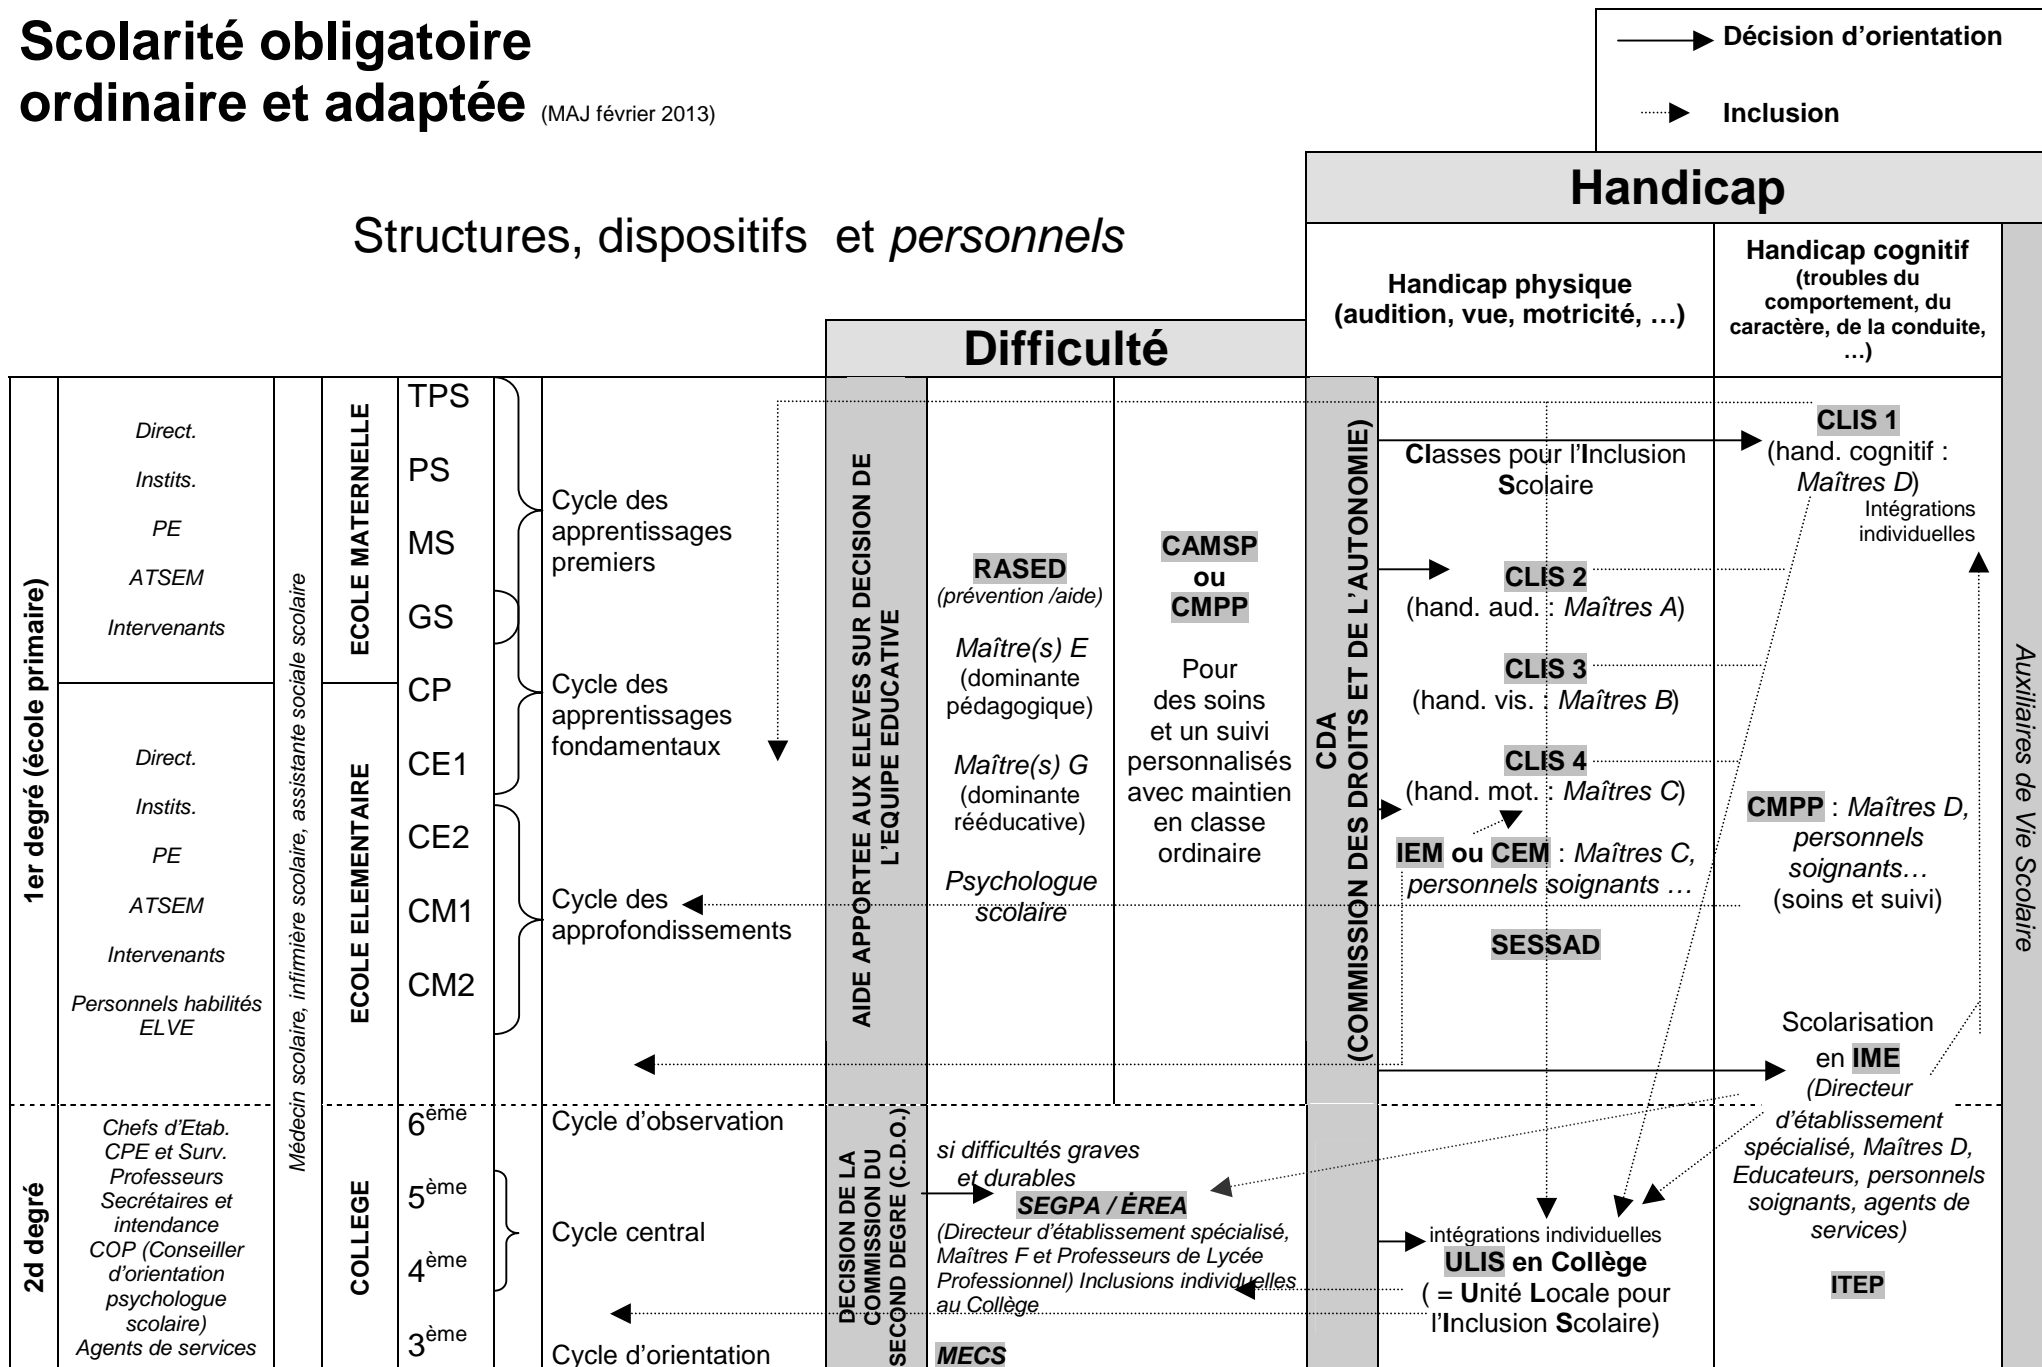 Scolarité obligatoire
ordinaire et adaptée (MAJ février 2013)
Décision d’orientation
Inclusion
Structures, dispositifs et personnels
Handicap
Handicap physique
(audition, vue, motricité, …)
Handicap cognitif
(troubles du
comportement, du
caractère, de la conduite,
…)
Difficulté
1er degré (école primaire)
Direct.
Instits.
PE
ATSEM
Intervenants
Direct.
Instits.
PE
ATSEM
Intervenants
Personnels habilités
ELVE
Médecin scolaire, infirmière scolaire, assistante sociale scolaire
ECOLE MATERNELLE
ECOLE ELEMENTAIRE
TPS
PS
MS
GS
CP
CE1
CE2
CM1
CM2
Cycle des
apprentissages
premiers
Cycle des
apprentissages
fondamentaux
Cycle des
approfondissements
AIDE APPORTEE AUX ELEVES SUR DECISION DE
L’EQUIPE EDUCATIVE
RASED
(prévention /aide)
Maître(s) E
(dominante
pédagogique)
Maître(s) G
(dominante
rééducative)
Psychologue
scolaire
CAMSP
ou
CMPP
Pour
des soins
et un suivi
personnalisés
avec maintien
en classe
ordinaire
CDA
(COMMISSION DES DROITS ET DE L’AUTONOMIE)
Classes pour l’Inclusion
Scolaire
CLIS 2
(hand. aud. : Maîtres A)
CLIS 3
(hand. vis. : Maîtres B)
CLIS 4
(hand. mot. : Maîtres C)
IEM ou CEM : Maîtres C,
personnels soignants …
SESSAD
CLIS 1
(hand. cognitif :
Maîtres D)
Intégrations
individuelles
CMPP : Maîtres D,
personnels
soignants…
(soins et suivi)
Scolarisation
en IME
(Directeur
d’établissement
spécialisé, Maîtres D,
Educateurs, personnels
soignants, agents de
services)
ITEP
Auxiliaires de Vie Scolaire
2d degré
Chefs d’Etab.
CPE et Surv.
Professeurs
Secrétaires et
intendance
COP (Conseiller
d’orientation
psychologue
scolaire)
Agents de services
COLLEGE
6ème
5ème
4ème
3ème
Cycle d’observation
Cycle central
Cycle d’orientation
DECISION DE LA
COMMISSION DU
SECOND DEGRE (C.D.O.)
si difficultés graves
et durables
SEGPA / ÉREA
(Directeur d’établissement spécialisé,
Maîtres F et Professeurs de Lycée
Professionnel) Inclusions individuelles
au Collège
MECS
intégrations individuelles
ULIS en Collège
( = Unité Locale pour
l’Inclusion Scolaire)